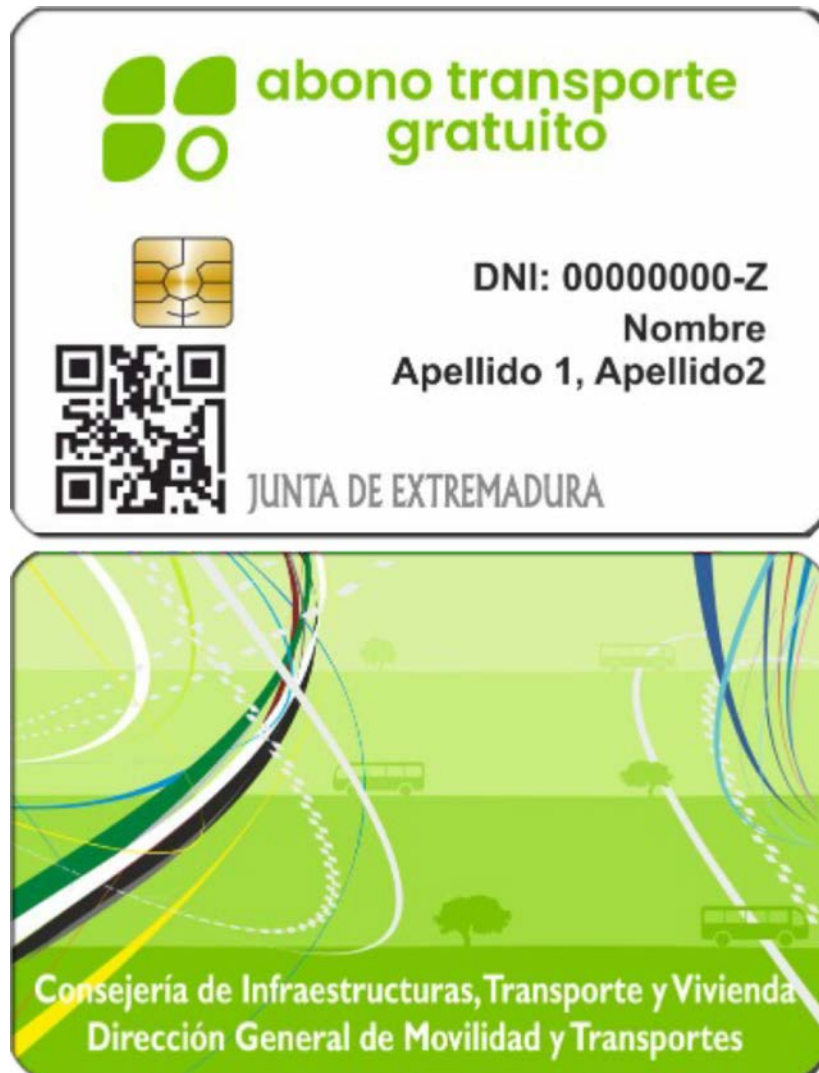 abono transporte
gratuito
DNI: 00000000-Z
Nombre
Apellido 1, Apellido2
JUNTA DE EXTREMADURA
Consejería de Infraestructuras, Transporte y Vivienda
Dirección General de Movilidad y Transportes